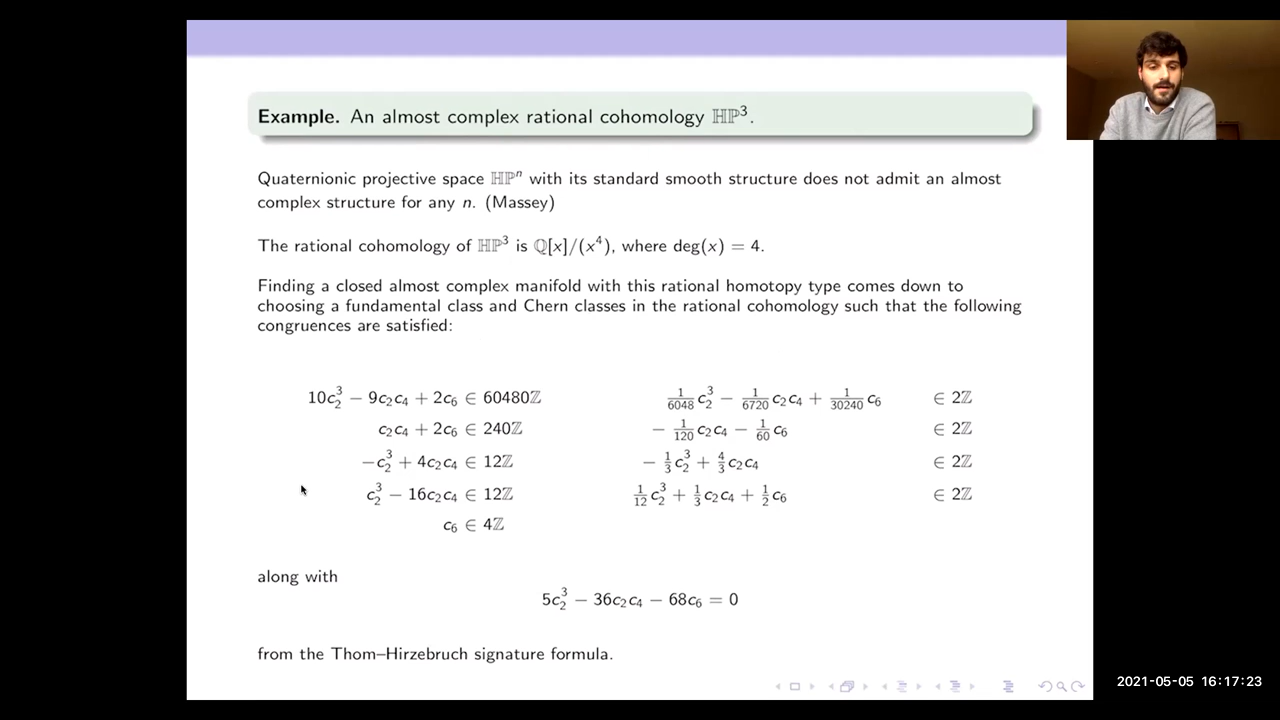 Example. An almost complex rational cohomology ℍℙ³.
Quaternionic projective space ℍℙⁿ with its standard smooth structure does not admit an almost
complex structure for any n. (Massey)
The rational cohomology of ℍℙ³ is ℚ[x]/(x⁴), where deg(x) = 4.
Finding a closed almost complex manifold with this rational homotopy type comes down to
choosing a fundamental class and Chern classes in the rational cohomology such that the following
congruences are satisfied:
10c₂³ − 9c₂c₄ + 2c₆ ∈ 60480ℤ
c₂c₄ + 2c₆ ∈ 240ℤ
−c₂³ + 4c₂c₄ ∈ 12ℤ
c₂³ − 16c₂c₄ ∈ 12ℤ
c₆ ∈ 4ℤ
1/6048 c₂³ − 1/6720 c₂c₄ + 1/30240 c₆ ∈ 2ℤ
− 1/120 c₂c₄ − 1/60 c₆ ∈ 2ℤ
− 1/3 c₂³ + 4/3 c₂c₄ ∈ 2ℤ
1/12 c₂³ + 1/3 c₂c₄ + 1/2 c₆ ∈ 2ℤ
along with
5c₂³ − 36c₂c₄ − 68c₆ = 0
from the Thom–Hirzebruch signature formula.
2021-05-05 16:17:23